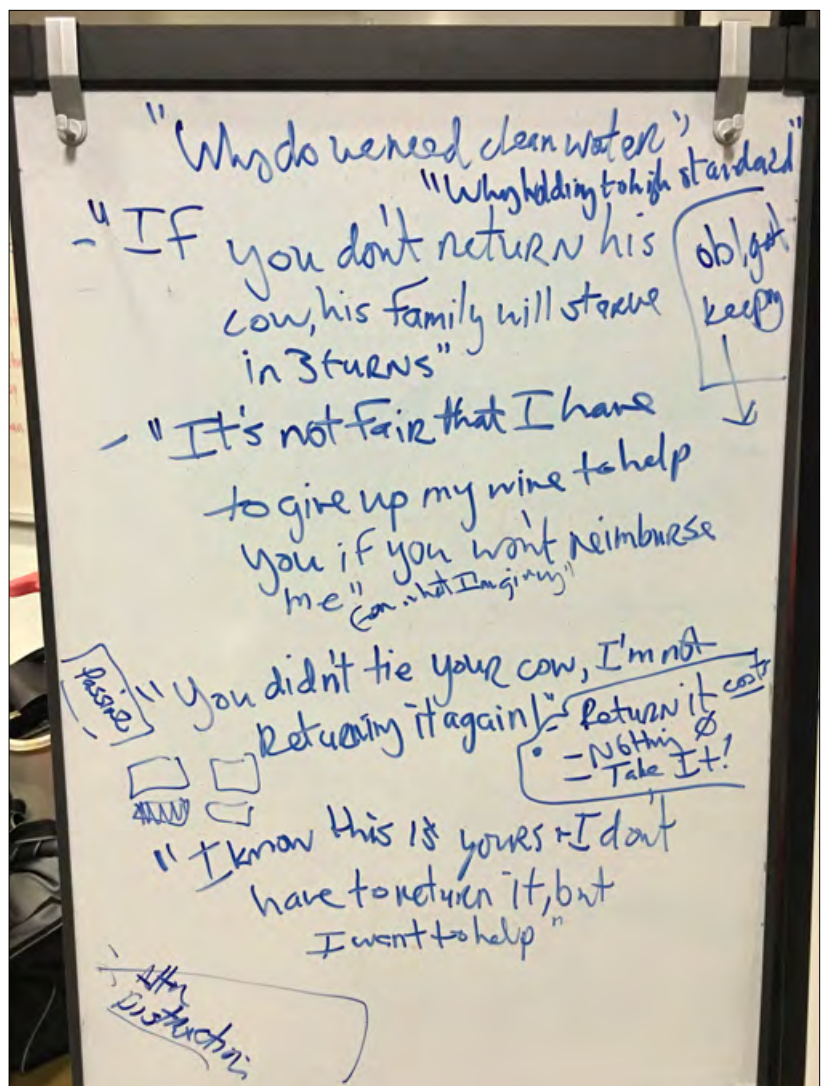 "Why do we need clean water"
"Why holding to high standard"
- "If you don't return his
cow, his family will starve
in 3 turns"
obligat
keeping
- "It's not fair that I have
to give up my wine to help
you if you won't reimburse
me"
Passive
"You didn't tie your cow, I'm not
Returning it again!"
- Return it costs
- Nothing Ø
- Take It!
"I know this is yours + I don't
have to return it, but
I want to help"
Attn
Distraction